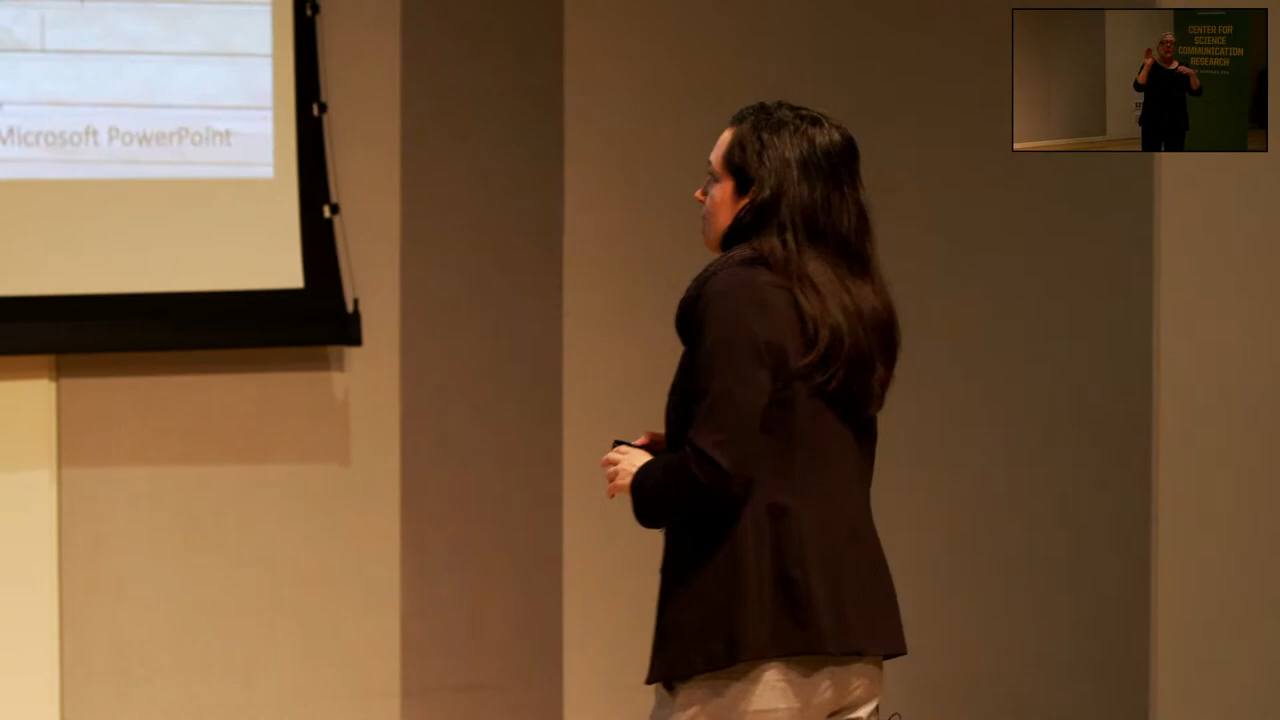 Microsoft PowerPoint
CENTER FOR
SCIENCE
COMMUNICATION
RESEARCH